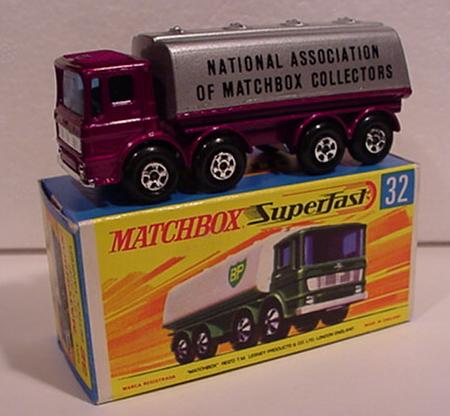 NATIONAL ASSOCIATION
OF MATCHBOX COLLECTORS
MATCHBOX Superfast 32
BP
"MATCHBOX" REG'D T.M. LESNEY PRODUCTS & CO. LTD. LONDON ENGLAND
MARCA REGISTRADA
MADE IN ENGLAND